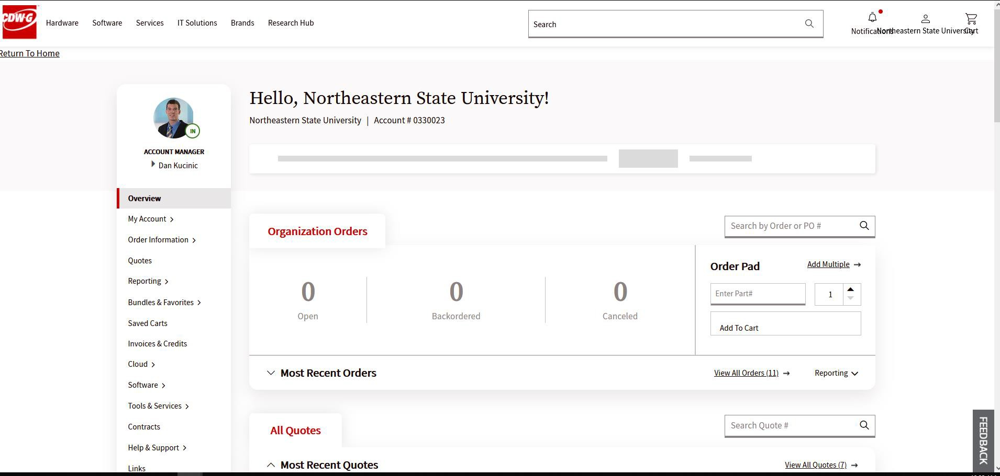 CDW-G
Hardware
Software
Services
IT Solutions
Brands
Research Hub
Search
Notifications
Northeastern State University
Cart
Return To Home
IN
ACCOUNT MANAGER
Dan Kucinic
Overview
My Account
Order Information
Quotes
Reporting
Bundles & Favorites
Saved Carts
Invoices & Credits
Cloud
Software
Tools & Services
Contracts
Help & Support
Links
Hello, Northeastern State University!
Northeastern State University | Account # 0330023
Organization Orders
Search by Order or PO #
0
Open
0
Backordered
0
Canceled
Order Pad
Add Multiple
Enter Part#
1
Add To Cart
Most Recent Orders
View All Orders (11)
Reporting
All Quotes
Search Quote #
Most Recent Quotes
View All Quotes (7)
FEEDBACK